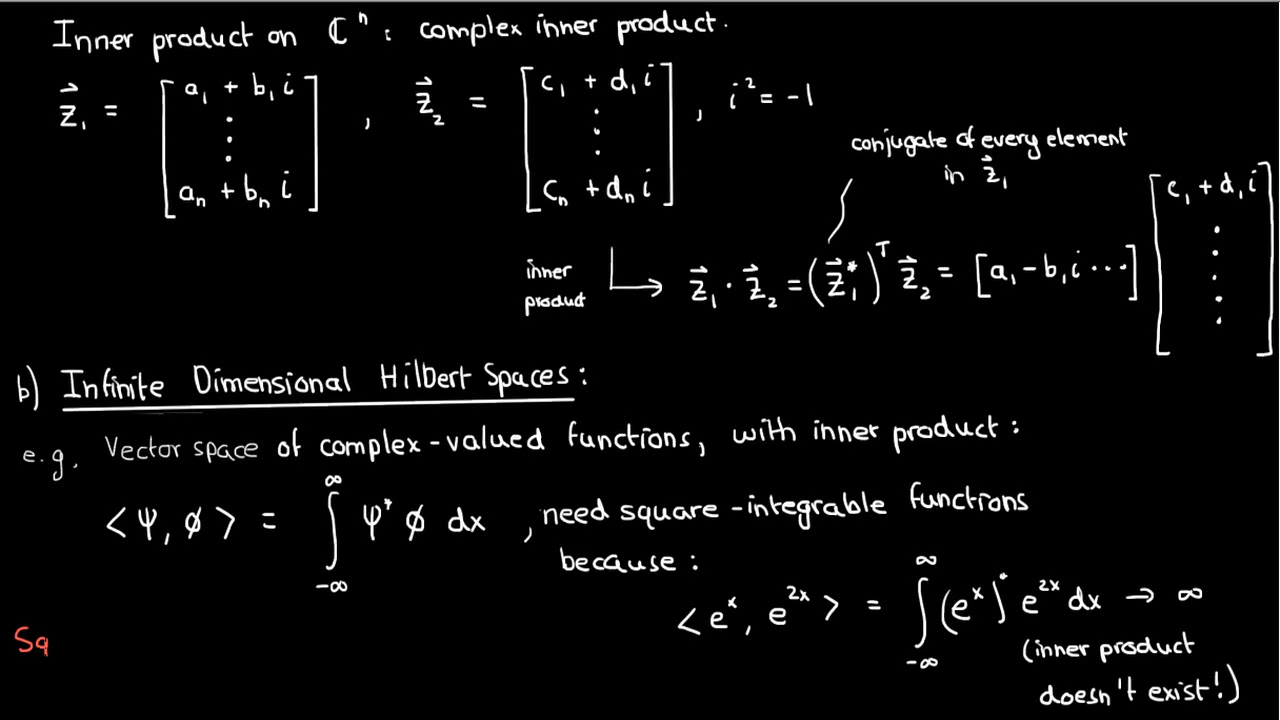 Inner product on ℂⁿ : complex inner product.
z⃗₁ = [a₁ + b₁i ⋮ aₙ + bₙi] , z⃗₂ = [c₁ + d₁i ⋮ cₙ + dₙi] , i² = -1
conjugate of every element
in z⃗₁
inner
product
z⃗₁ · z⃗₂ = (z⃗₁*)ᵀ z⃗₂ = [a₁ - b₁i ⋯] [c₁ + d₁i ⋮]
b) Infinite Dimensional Hilbert Spaces:
e.g. Vector space of complex-valued functions, with inner product:
<ψ, ϕ> = ∫_{-∞}^{∞} ψ* ϕ dx , need square-integrable functions
because:
<eˣ, e²ˣ> = ∫_{-∞}^{∞} (eˣ)* e²ˣ dx → ∞
(inner product
doesn't exist!)
Sq